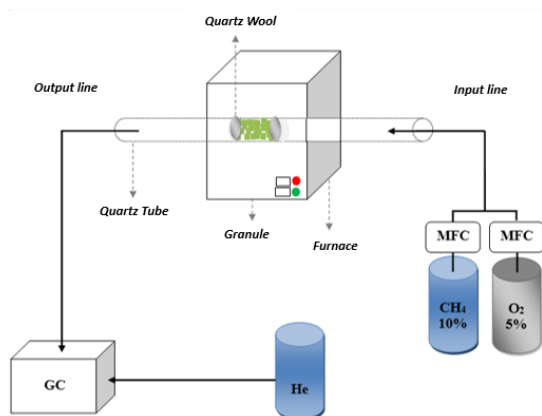 Quartz Wool
Output line
Input line
Quartz Tube
Granule
Furnace
MFC
MFC
CH₄
10%
O₂
5%
GC
He